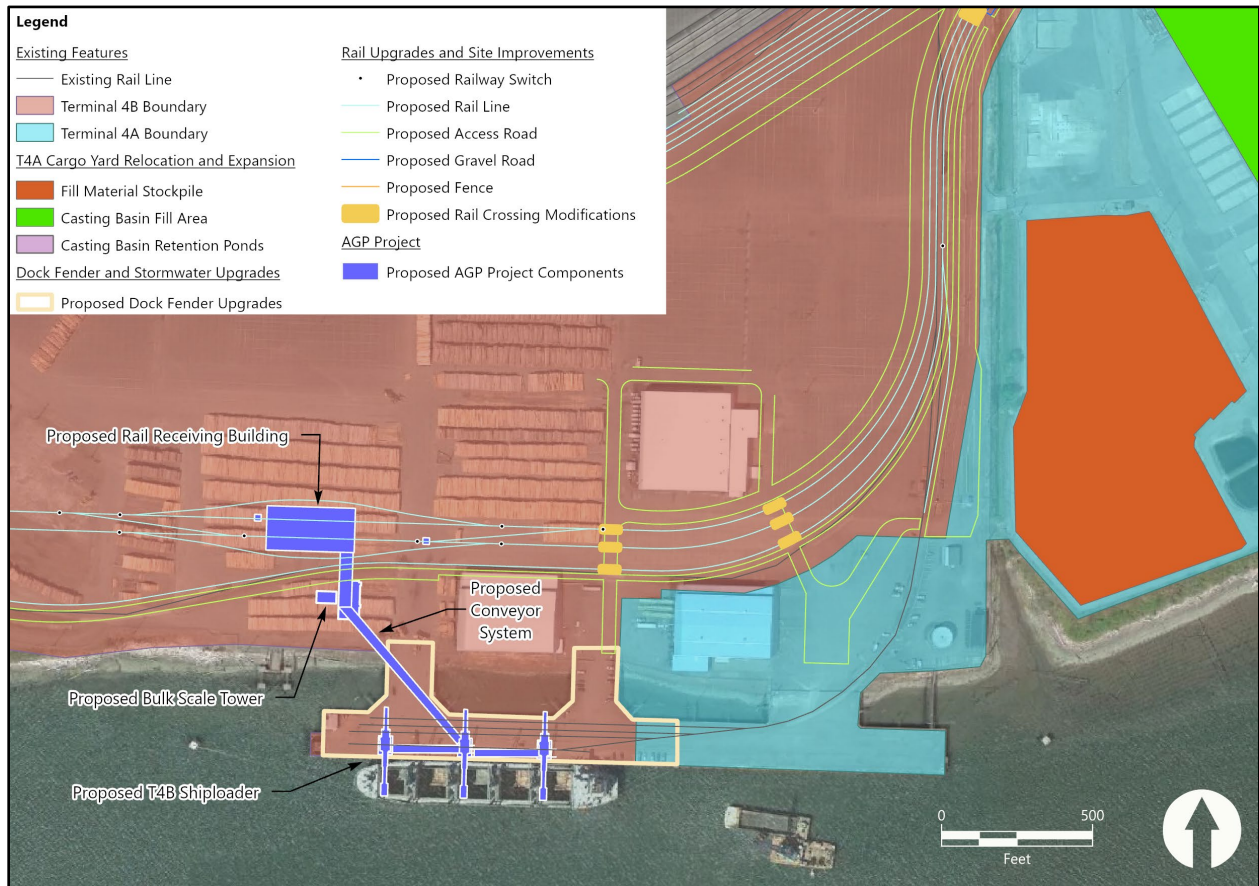 Legend
Existing Features
Existing Rail Line
Terminal 4B Boundary
Terminal 4A Boundary
T4A Cargo Yard Relocation and Expansion
Fill Material Stockpile
Casting Basin Fill Area
Casting Basin Retention Ponds
Dock Fender and Stormwater Upgrades
Proposed Dock Fender Upgrades
Rail Upgrades and Site Improvements
Proposed Railway Switch
Proposed Rail Line
Proposed Access Road
Proposed Gravel Road
Proposed Fence
Proposed Rail Crossing Modifications
AGP Project
Proposed AGP Project Components
Proposed Rail Receiving Building
Proposed
Conveyor
System
Proposed Bulk Scale Tower
Proposed T4B Shiploader
0 500
Feet